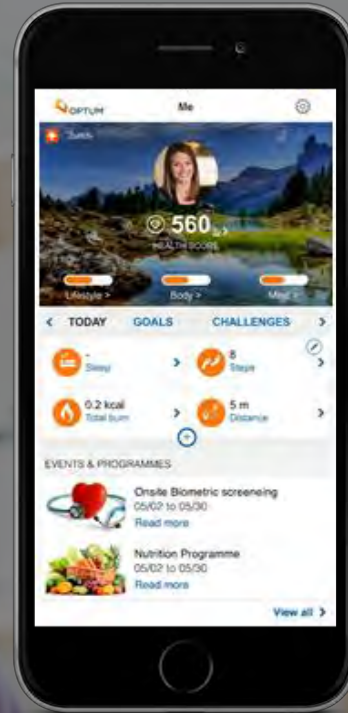 OPTUM
Me
560
HEALTH SCORE
Lifestyle >
Body >
Mind >
< TODAY GOALS CHALLENGES >
-
Sleep >
8
Steps >
0.2 kcal
Total burn >
5 m
Distance >
EVENTS & PROGRAMMES
Onsite Biometric screeneing
05/02 to 05/30
Read more
Nutrition Programme
05/02 to 05/30
Read more
View all >